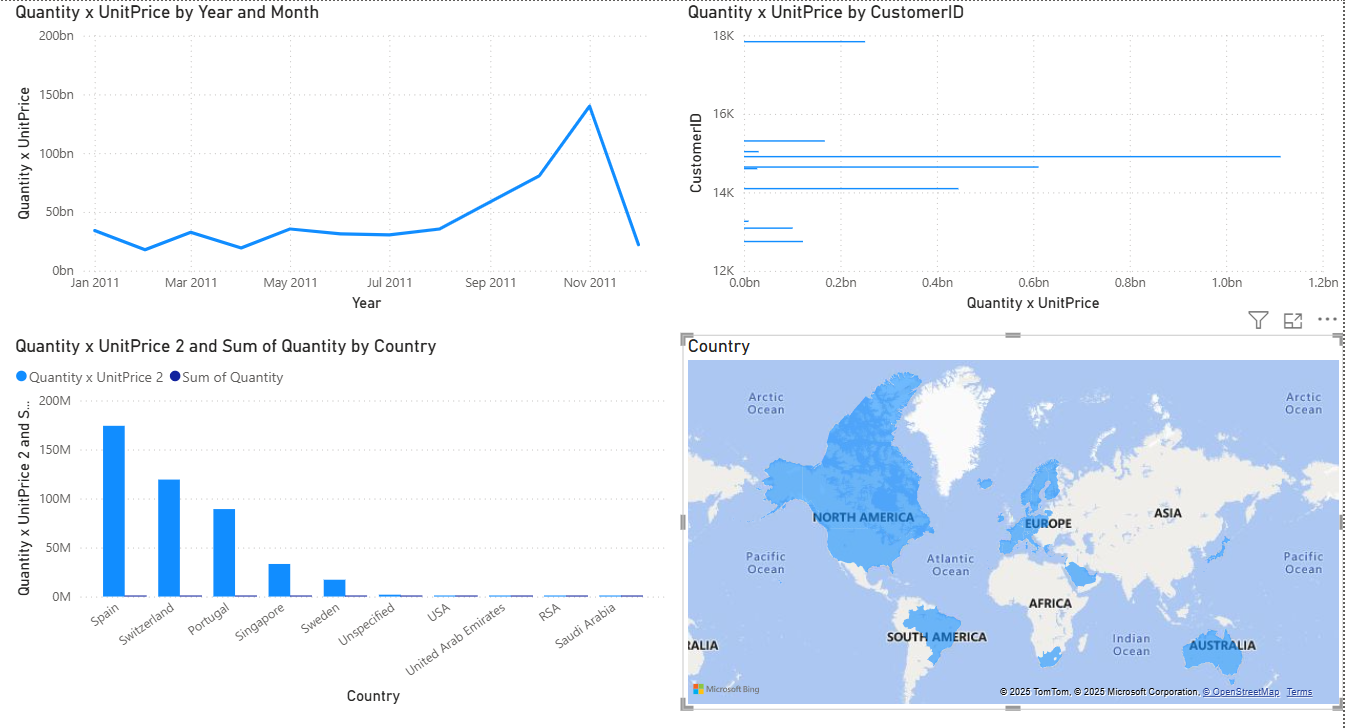 Quantity x UnitPrice by Year and Month
200bn
150bn
100bn
50bn
0bn
Quantity x UnitPrice
Jan 2011 Mar 2011 May 2011 Jul 2011 Sep 2011 Nov 2011
Year
Quantity x UnitPrice by CustomerID
18K
16K
14K
12K
CustomerID
0.0bn 0.2bn 0.4bn 0.6bn 0.8bn 1.0bn 1.2bn
Quantity x UnitPrice
Quantity x UnitPrice 2 and Sum of Quantity by Country
Quantity x UnitPrice 2 Sum of Quantity
200M
150M
100M
50M
0M
Quantity x UnitPrice 2 and S...
Spain Switzerland Portugal Singapore Sweden Unspecified USA United Arab Emirates RSA Saudi Arabia
Country
Country
Arctic
Ocean
Arctic
Ocean
NORTH AMERICA
EUROPE
ASIA
Pacific
Ocean
Atlantic
Ocean
Pacific
Ocean
AFRICA
SOUTH AMERICA
Indian
Ocean
RALIA
AUSTRALIA
Microsoft Bing
© 2025 TomTom, © 2025 Microsoft Corporation, © OpenStreetMap Terms